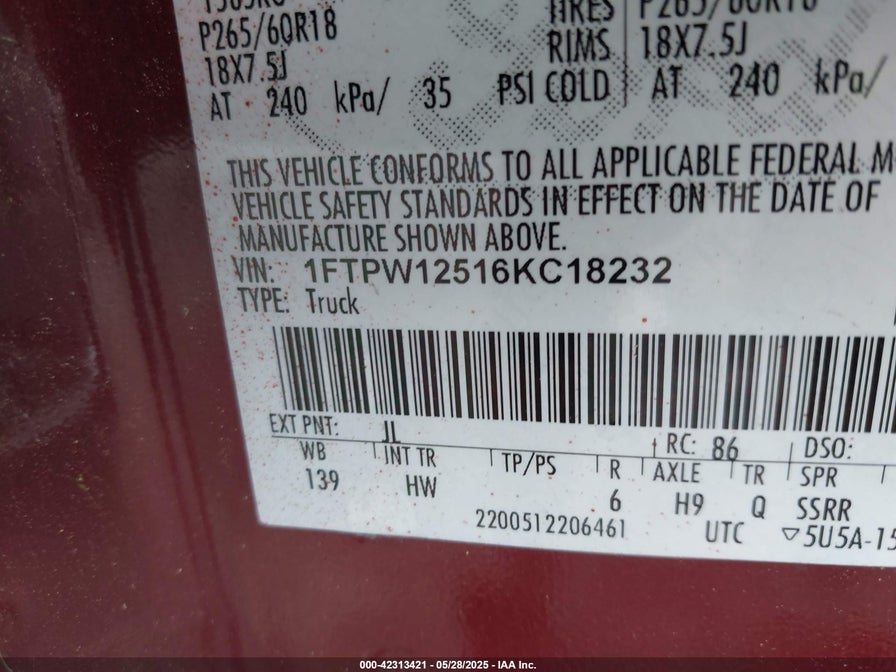 P265/60R18
TIRES P265/60R18
18X7.5J
RIMS 18X7.5J
AT 240 kPa/ 35 PSI COLD AT 240 kPa/
THIS VEHICLE CONFORMS TO ALL APPLICABLE FEDERAL M
VEHICLE SAFETY STANDARDS IN EFFECT ON THE DATE OF
MANUFACTURE SHOWN ABOVE.
VIN: 1FTPW12516KC18232
TYPE: Truck
EXT PNT: JL RC: 86 DSO:
WB INT TR TP/PS R AXLE TR SPR
139 HW 6 H9 Q SSRR
2200512206461 UTC ▽5U5A-15
000-42313421 - 05/28/2025 - IAA Inc.